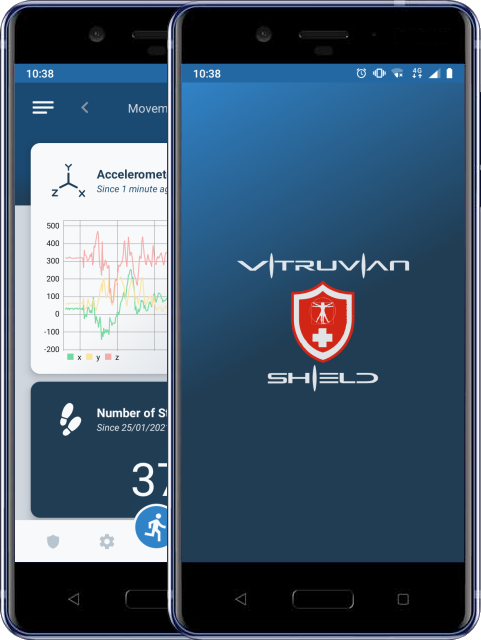 10:38
Movem
Acceleromet
Since 1 minute ag
Y
Z
X
500
400
300
200
100
0
-100
-200
x y z
Number of St
Since 25/01/2021
37
10:38
4G
VITRUVIAN
SHIELD